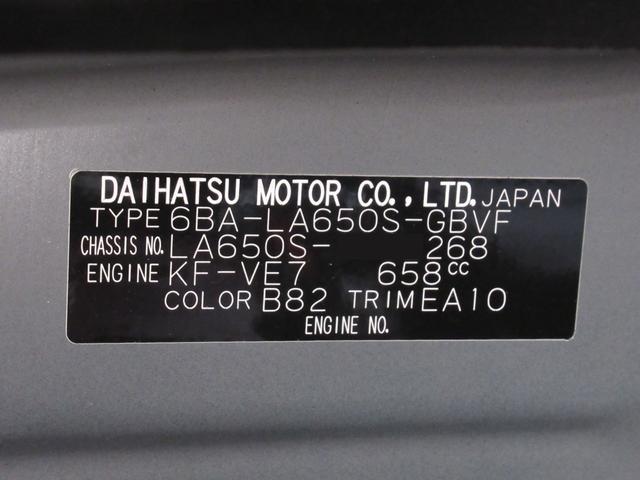 DAIHATSU MOTOR CO., LTD. JAPAN
TYPE 6BA-LA650S-GBVF
CHASSIS NO. LA650S- 268
ENGINE KF-VE7 658cc
COLOR B82 TRIM EA10
ENGINE NO.